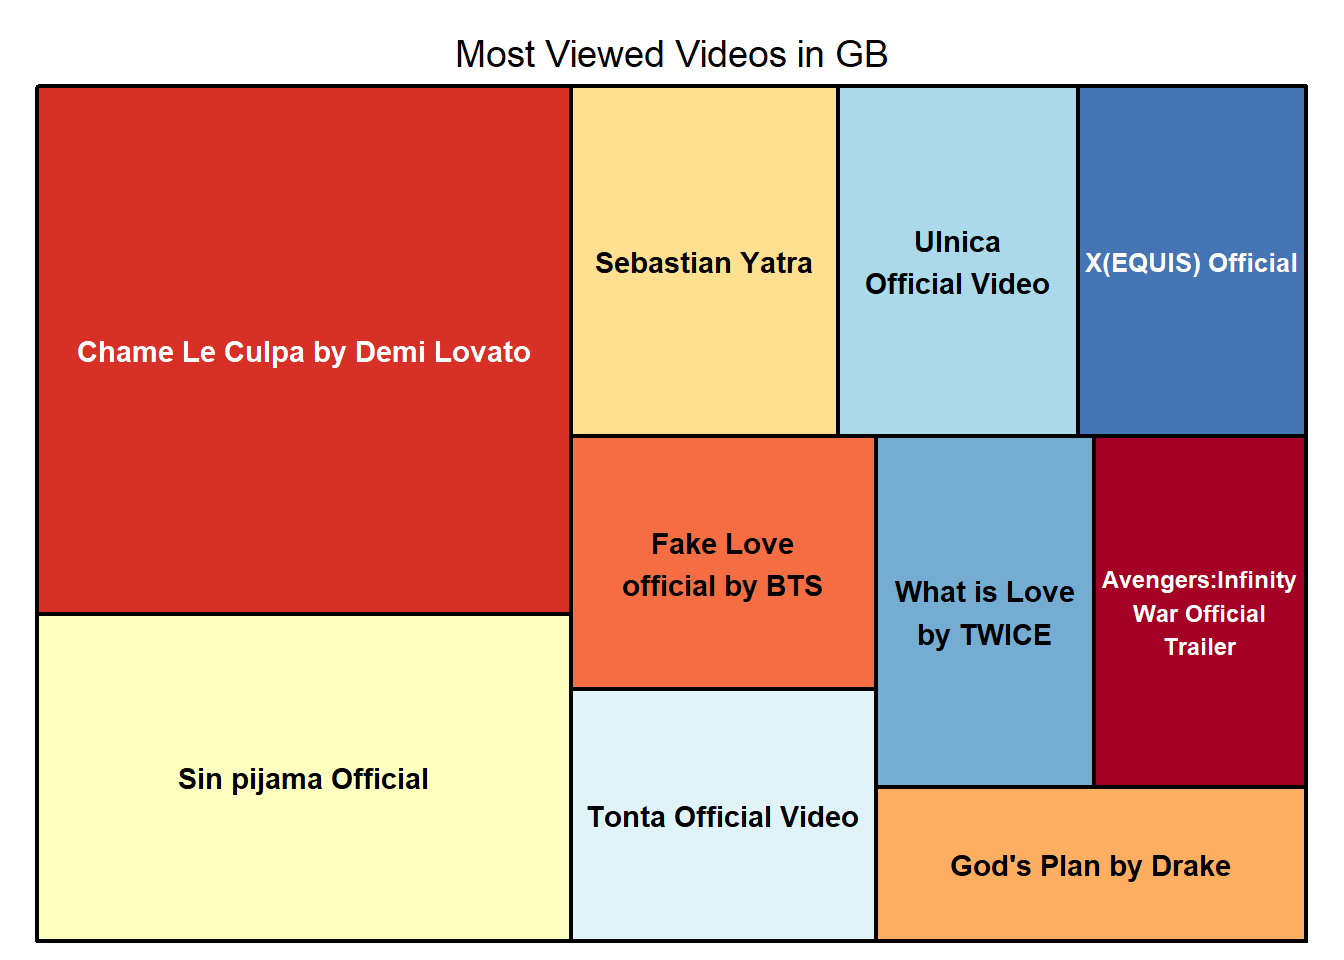 Most Viewed Videos in GB
Chame Le Culpa by Demi Lovato
Sin pijama Official
Sebastian Yatra
Ulnica
Official Video
X(EQUIS) Official
Fake Love
official by BTS
Tonta Official Video
What is Love
by TWICE
Avengers:Infinity
War Official
Trailer
God's Plan by Drake